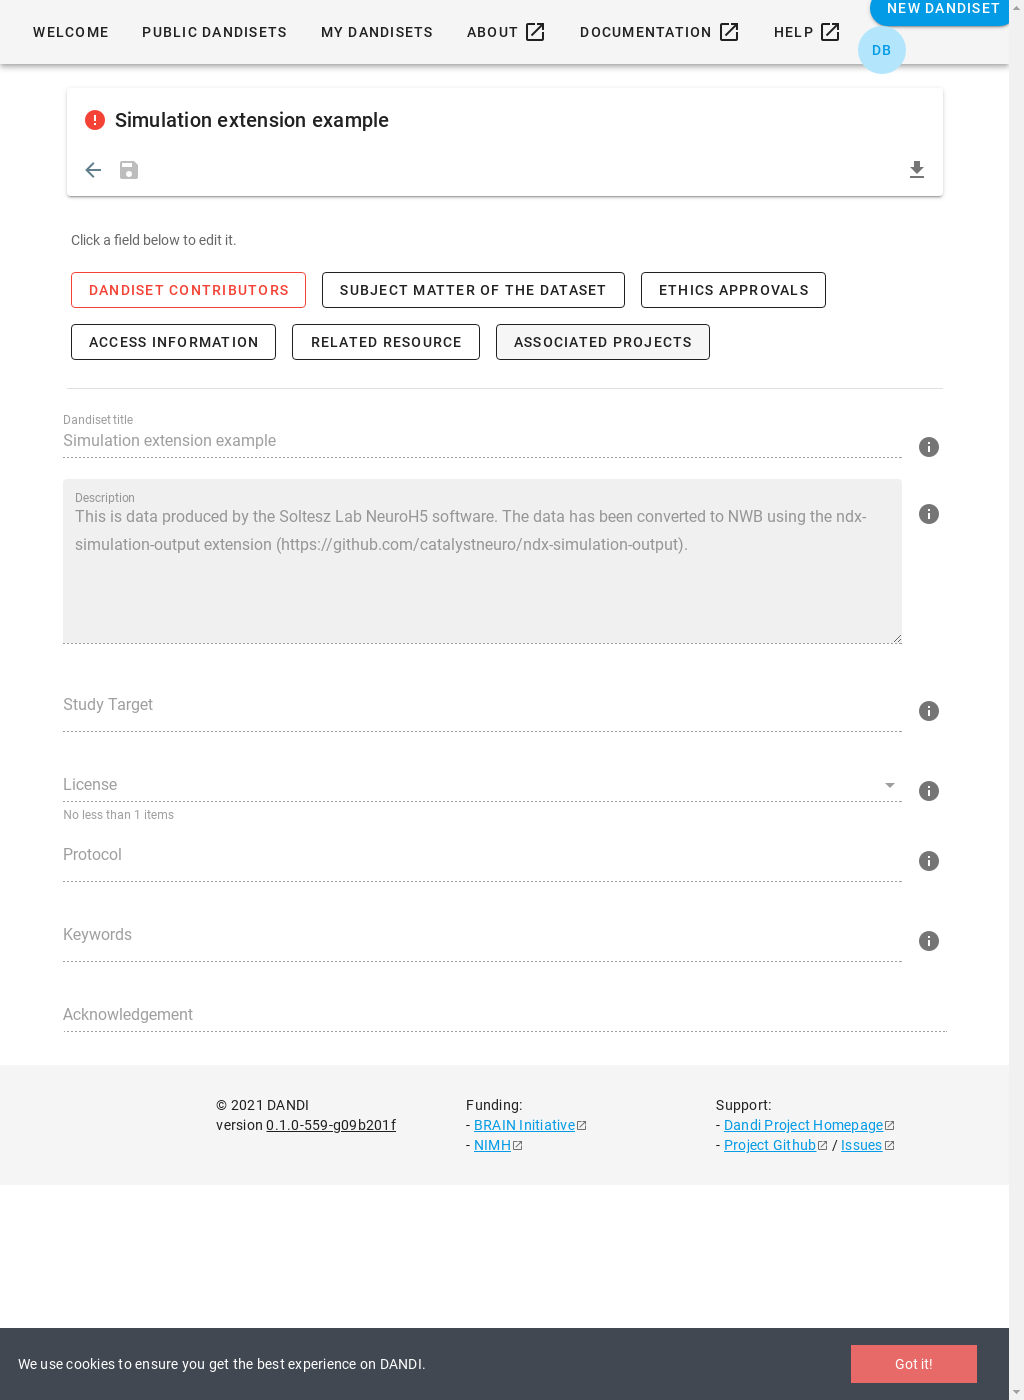 WELCOME
PUBLIC DANDISETS
MY DANDISETS
ABOUT
DOCUMENTATION
HELP
NEW DANDISET
DB
Simulation extension example
Click a field below to edit it.
DANDISET CONTRIBUTORS
SUBJECT MATTER OF THE DATASET
ETHICS APPROVALS
ACCESS INFORMATION
RELATED RESOURCE
ASSOCIATED PROJECTS
Dandiset title
Simulation extension example
Description
This is data produced by the Soltesz Lab NeuroH5 software. The data has been converted to NWB using the ndx-
simulation-output extension (https://github.com/catalystneuro/ndx-simulation-output).
Study Target
License
No less than 1 items
Protocol
Keywords
Acknowledgement
© 2021 DANDI
version 0.1.0-559-g09b201f
Funding:
- BRAIN Initiative
- NIMH
Support:
- Dandi Project Homepage
- Project Github / Issues
We use cookies to ensure you get the best experience on DANDI.
Got it!